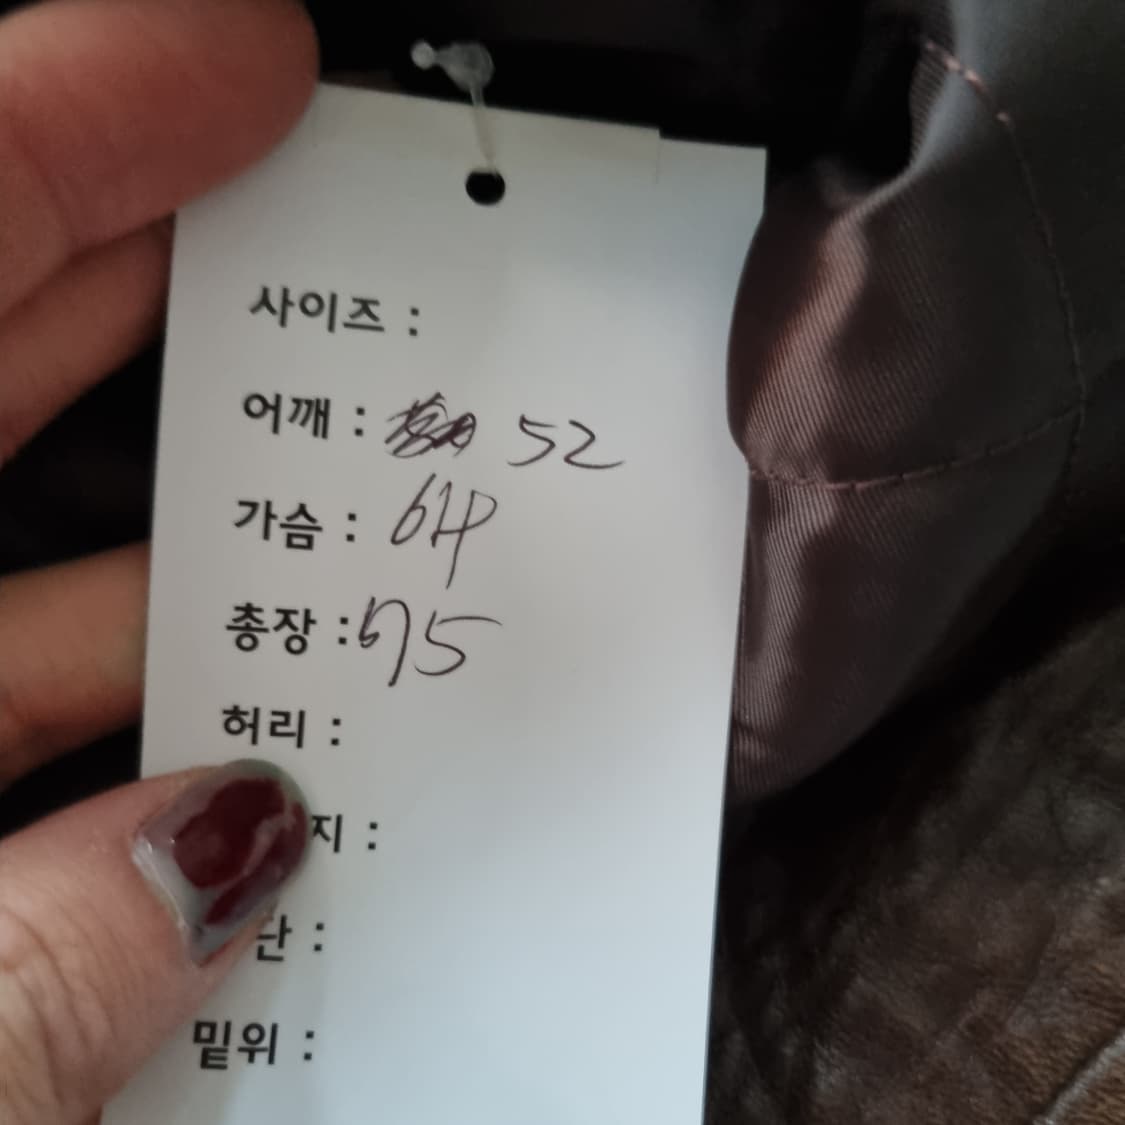 사이즈 :
어깨 : 52
가슴 : 64
총장 : 75
허리 :
지 :
단 :
밑위 :